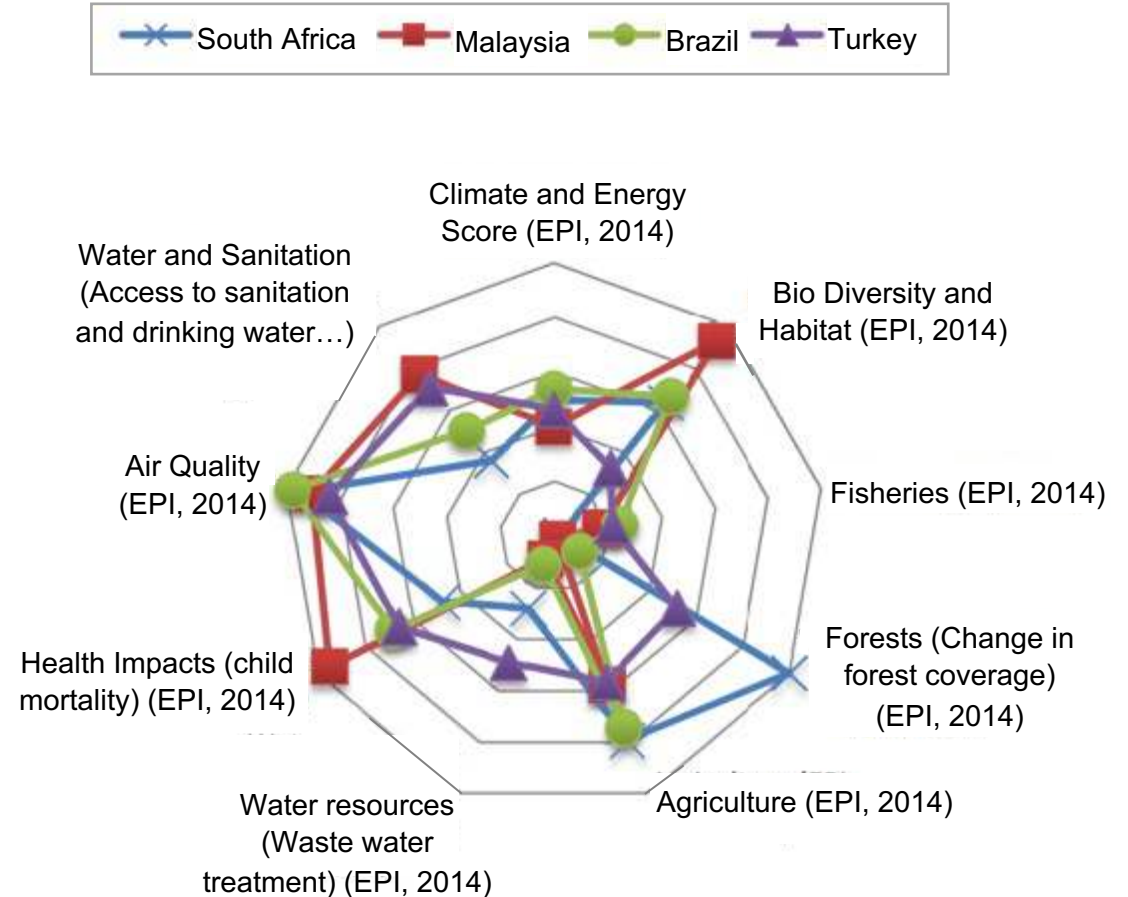 South Africa Malaysia Brazil Turkey
Climate and Energy
Score (EPI, 2014)
Bio Diversity and
Habitat (EPI, 2014)
Fisheries (EPI, 2014)
Forests (Change in
forest coverage)
(EPI, 2014)
Agriculture (EPI, 2014)
Water resources
(Waste water
treatment) (EPI, 2014)
Health Impacts (child
mortality) (EPI, 2014)
Air Quality
(EPI, 2014)
Water and Sanitation
(Access to sanitation
and drinking water…)